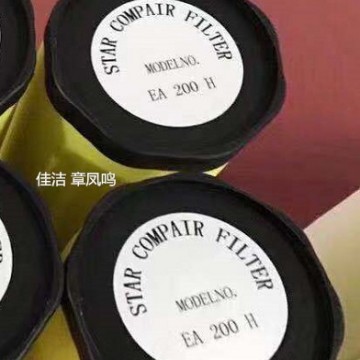 STAR COMPAIR FILTER
MODELNO.
EA 200 H
佳洁 章凤鸣
STAR COMPAIR FILTER
MODELNO.
EA 200 H